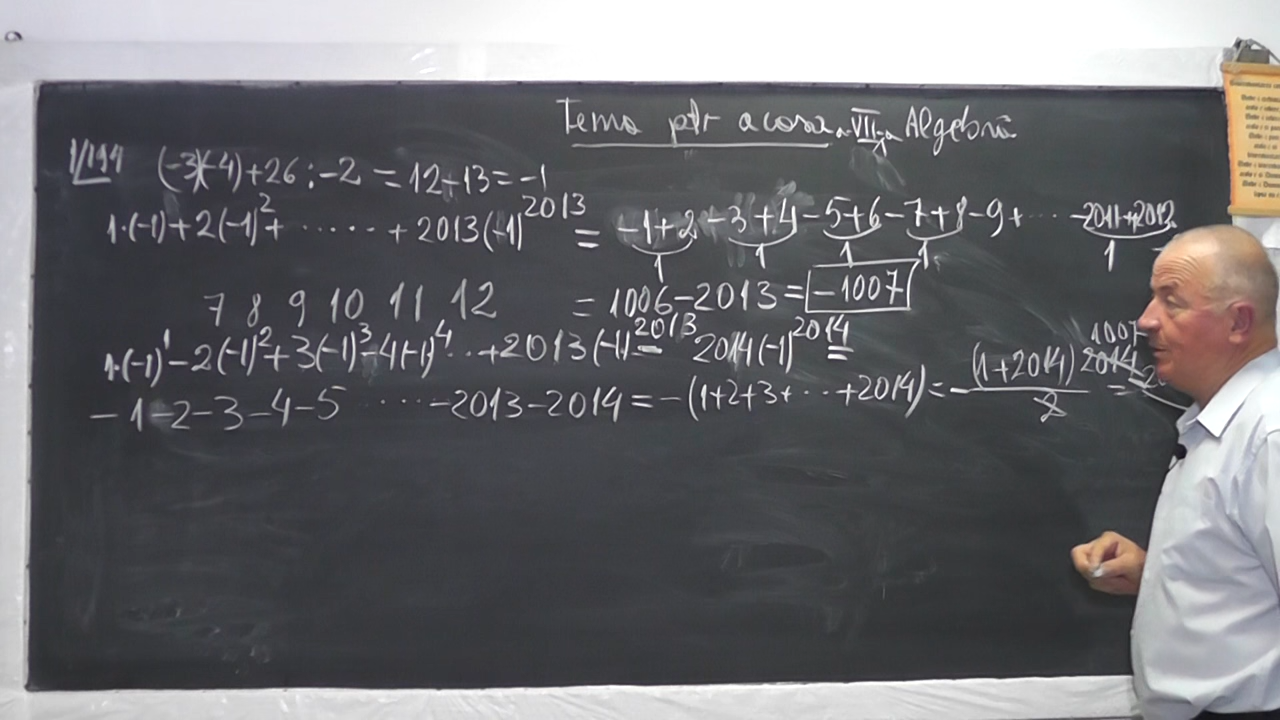 Tema ptr acasa a VII-a Algebră
1/194 (-3)(-4)+26:-2 = 12-13 = -1
1·(-1)+2(-1)²+ ...... + 2013(-1)²⁰¹³ = -1+2-3+4-5+6-7+8-9+ ... -2011+2012
1 1 1 1 1
7 8 9 10 11 12 = 1006-2013 = -1007
1·(-1)¹-2(-1)²+3(-1)³-4(-1)⁴ ... +2013(-1)²⁰¹³- 2014(-1)²⁰¹⁴ =
-1-2-3-4-5 ..... -2013-2014 = -(1+2+3+ ... +2014) = -(1+2014) 2014 / 2 =
1007